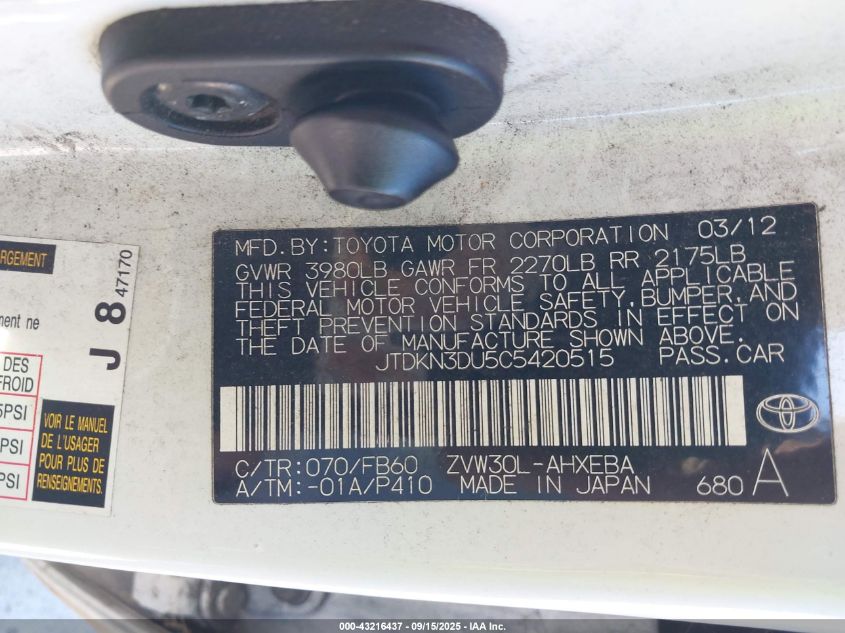 MFD.BY:TOYOTA MOTOR CORPORATION 03/12
GVWR 3980LB GAWR FR 2270LB RR 2175LB
THIS VEHICLE CONFORMS TO ALL APPLICABLE
FEDERAL MOTOR VEHICLE SAFETY,BUMPER,AND
THEFT PREVENTION STANDARDS IN EFFECT ON
THE DATE OF MANUFACTURE SHOWN ABOVE.
JTDKN3DU5C5420515 PASS.CAR
C/TR:070/FB60 ZVW30L-AHXEBA
A/TM:-01A/P410 MADE IN JAPAN 680 A
TOYOTA
RGEMENT
ment ne
J 8 47170
DES
FROID
5PSI
PSI
PSI
VOIR LE MANUEL
DE L'USAGER
POUR PLUS DE
RENSEIGNEMENTS.
000-43216437 - 09/15/2025 - IAA Inc.